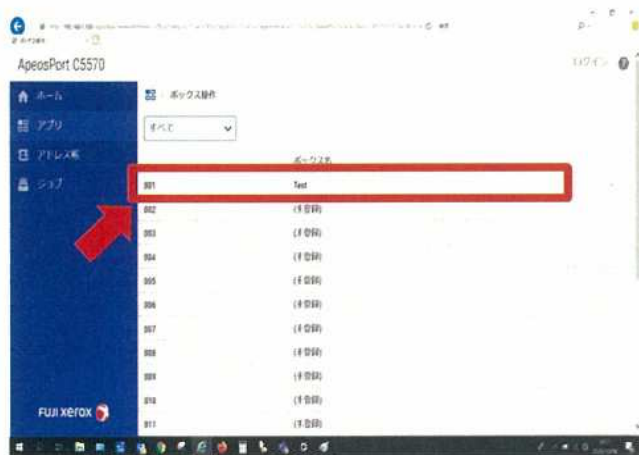 ApeosPort C5570
ログイン
ホーム
ボックス操作
アプリ
すべて
アドレス帳
ボックス名
ジョブ
001 Test
002 (未登録)
003 (未登録)
004 (未登録)
005 (未登録)
006 (未登録)
007 (未登録)
008 (未登録)
009 (未登録)
010 (未登録)
011 (未登録)
FUJI XEROX